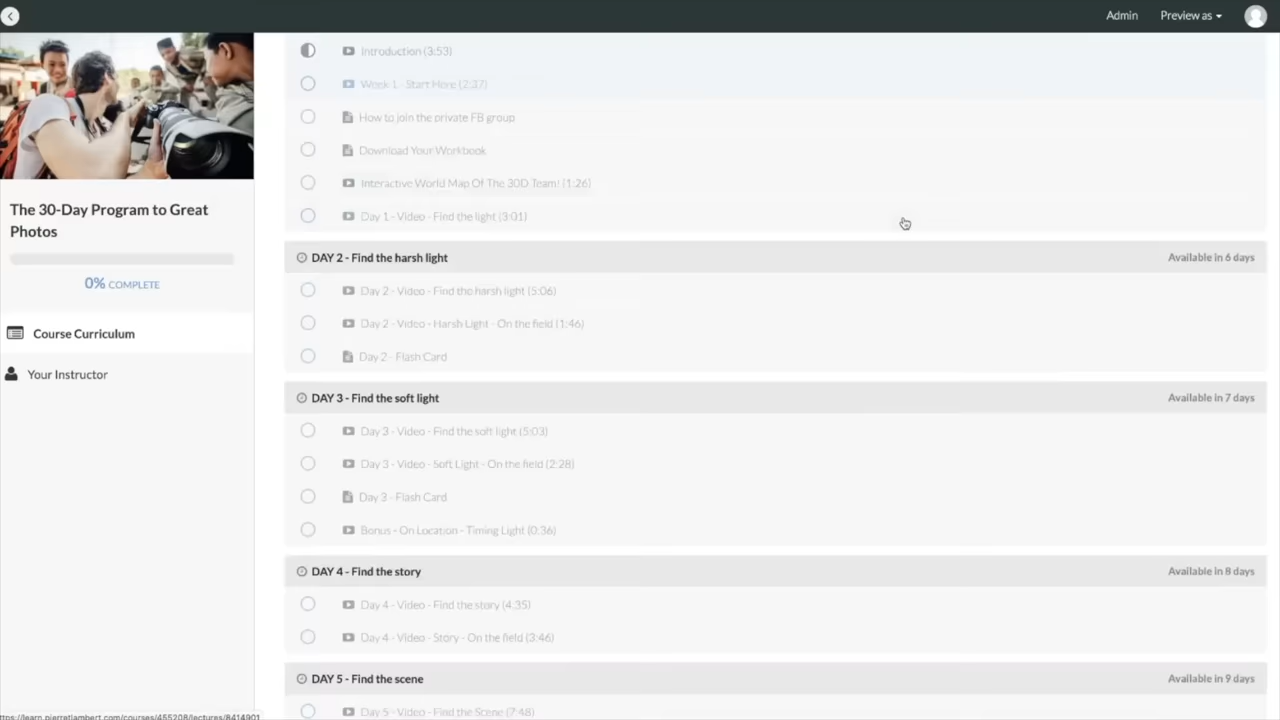 Admin
Preview as
The 30-Day Program to Great
Photos
0% COMPLETE
Course Curriculum
Your Instructor
Introduction (3:53)
Week 1 - Start Here (2:37)
How to join the private FB group
Download Your Workbook
Interactive World Map Of The 30D Team! (1:26)
Day 1 - Video - Find the light (3:01)
DAY 2 - Find the harsh light
Available in 6 days
Day 2 - Video - Find the harsh light (5:06)
Day 2 - Video - Harsh Light - On the field (1:46)
Day 2 - Flash Card
DAY 3 - Find the soft light
Available in 7 days
Day 3 - Video - Find the soft light (5:03)
Day 3 - Video - Soft Light - On the field (2:28)
Day 3 - Flash Card
Bonus - On Location - Timing Light (0:36)
DAY 4 - Find the story
Available in 8 days
Day 4 - Video - Find the story (4:35)
Day 4 - Video - Story - On the field (3:46)
DAY 5 - Find the scene
Available in 9 days
Day 5 - Video - Find the Scene (7:48)
ttps://learn.pierretlambert.com/courses/455208/lectures/8414901